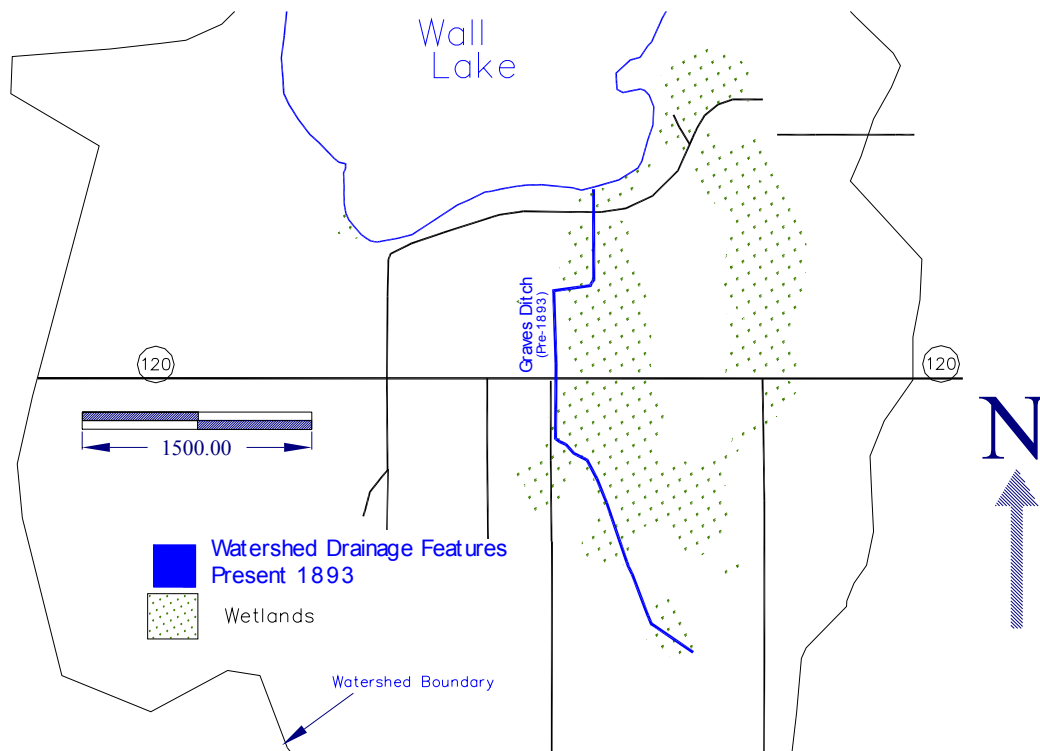 Wall
Lake
Graves Ditch
(Pre-1893)
120
120
1500.00
N
Watershed Drainage Features
Present 1893
Wetlands
Watershed Boundary